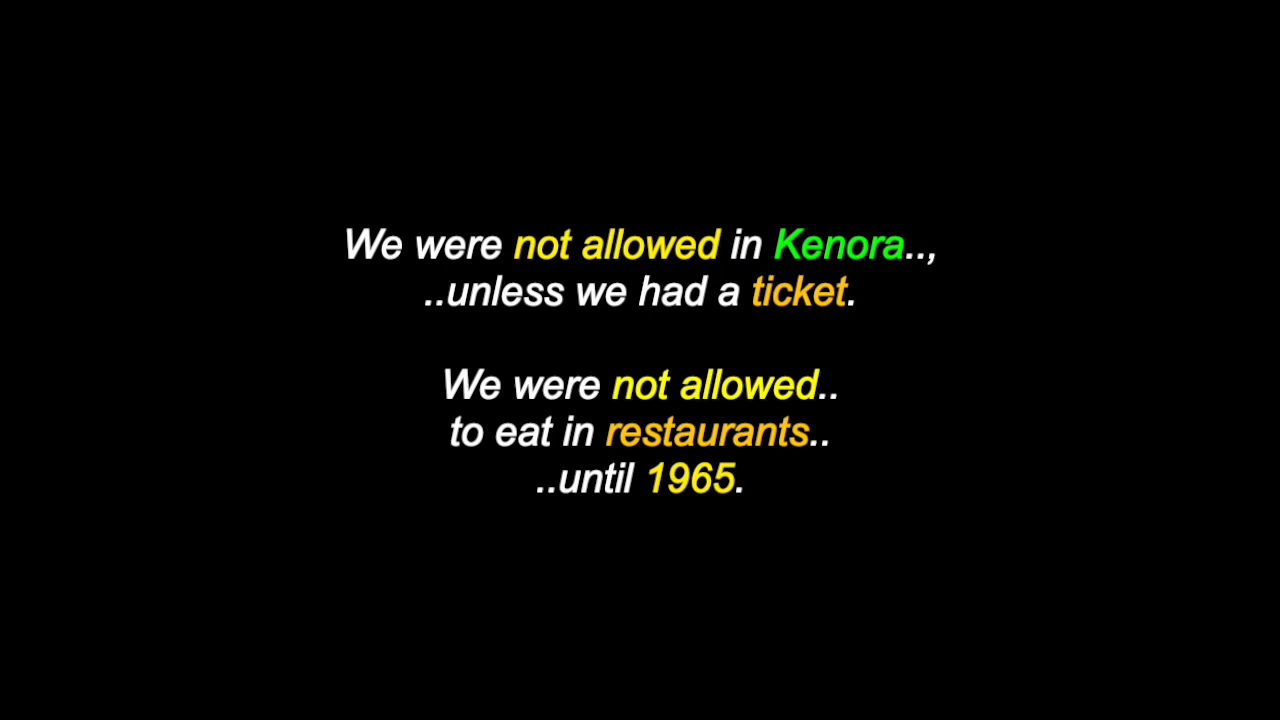 We were not allowed in Kenora..,
..unless we had a ticket.
We were not allowed..
to eat in restaurants..
..until 1965.